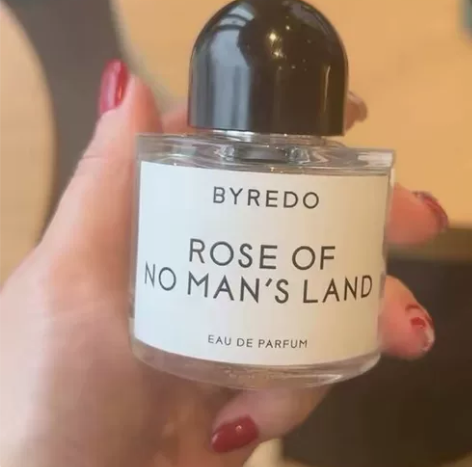 BYREDO
ROSE OF
NO MAN'S LAND
EAU DE PARFUM